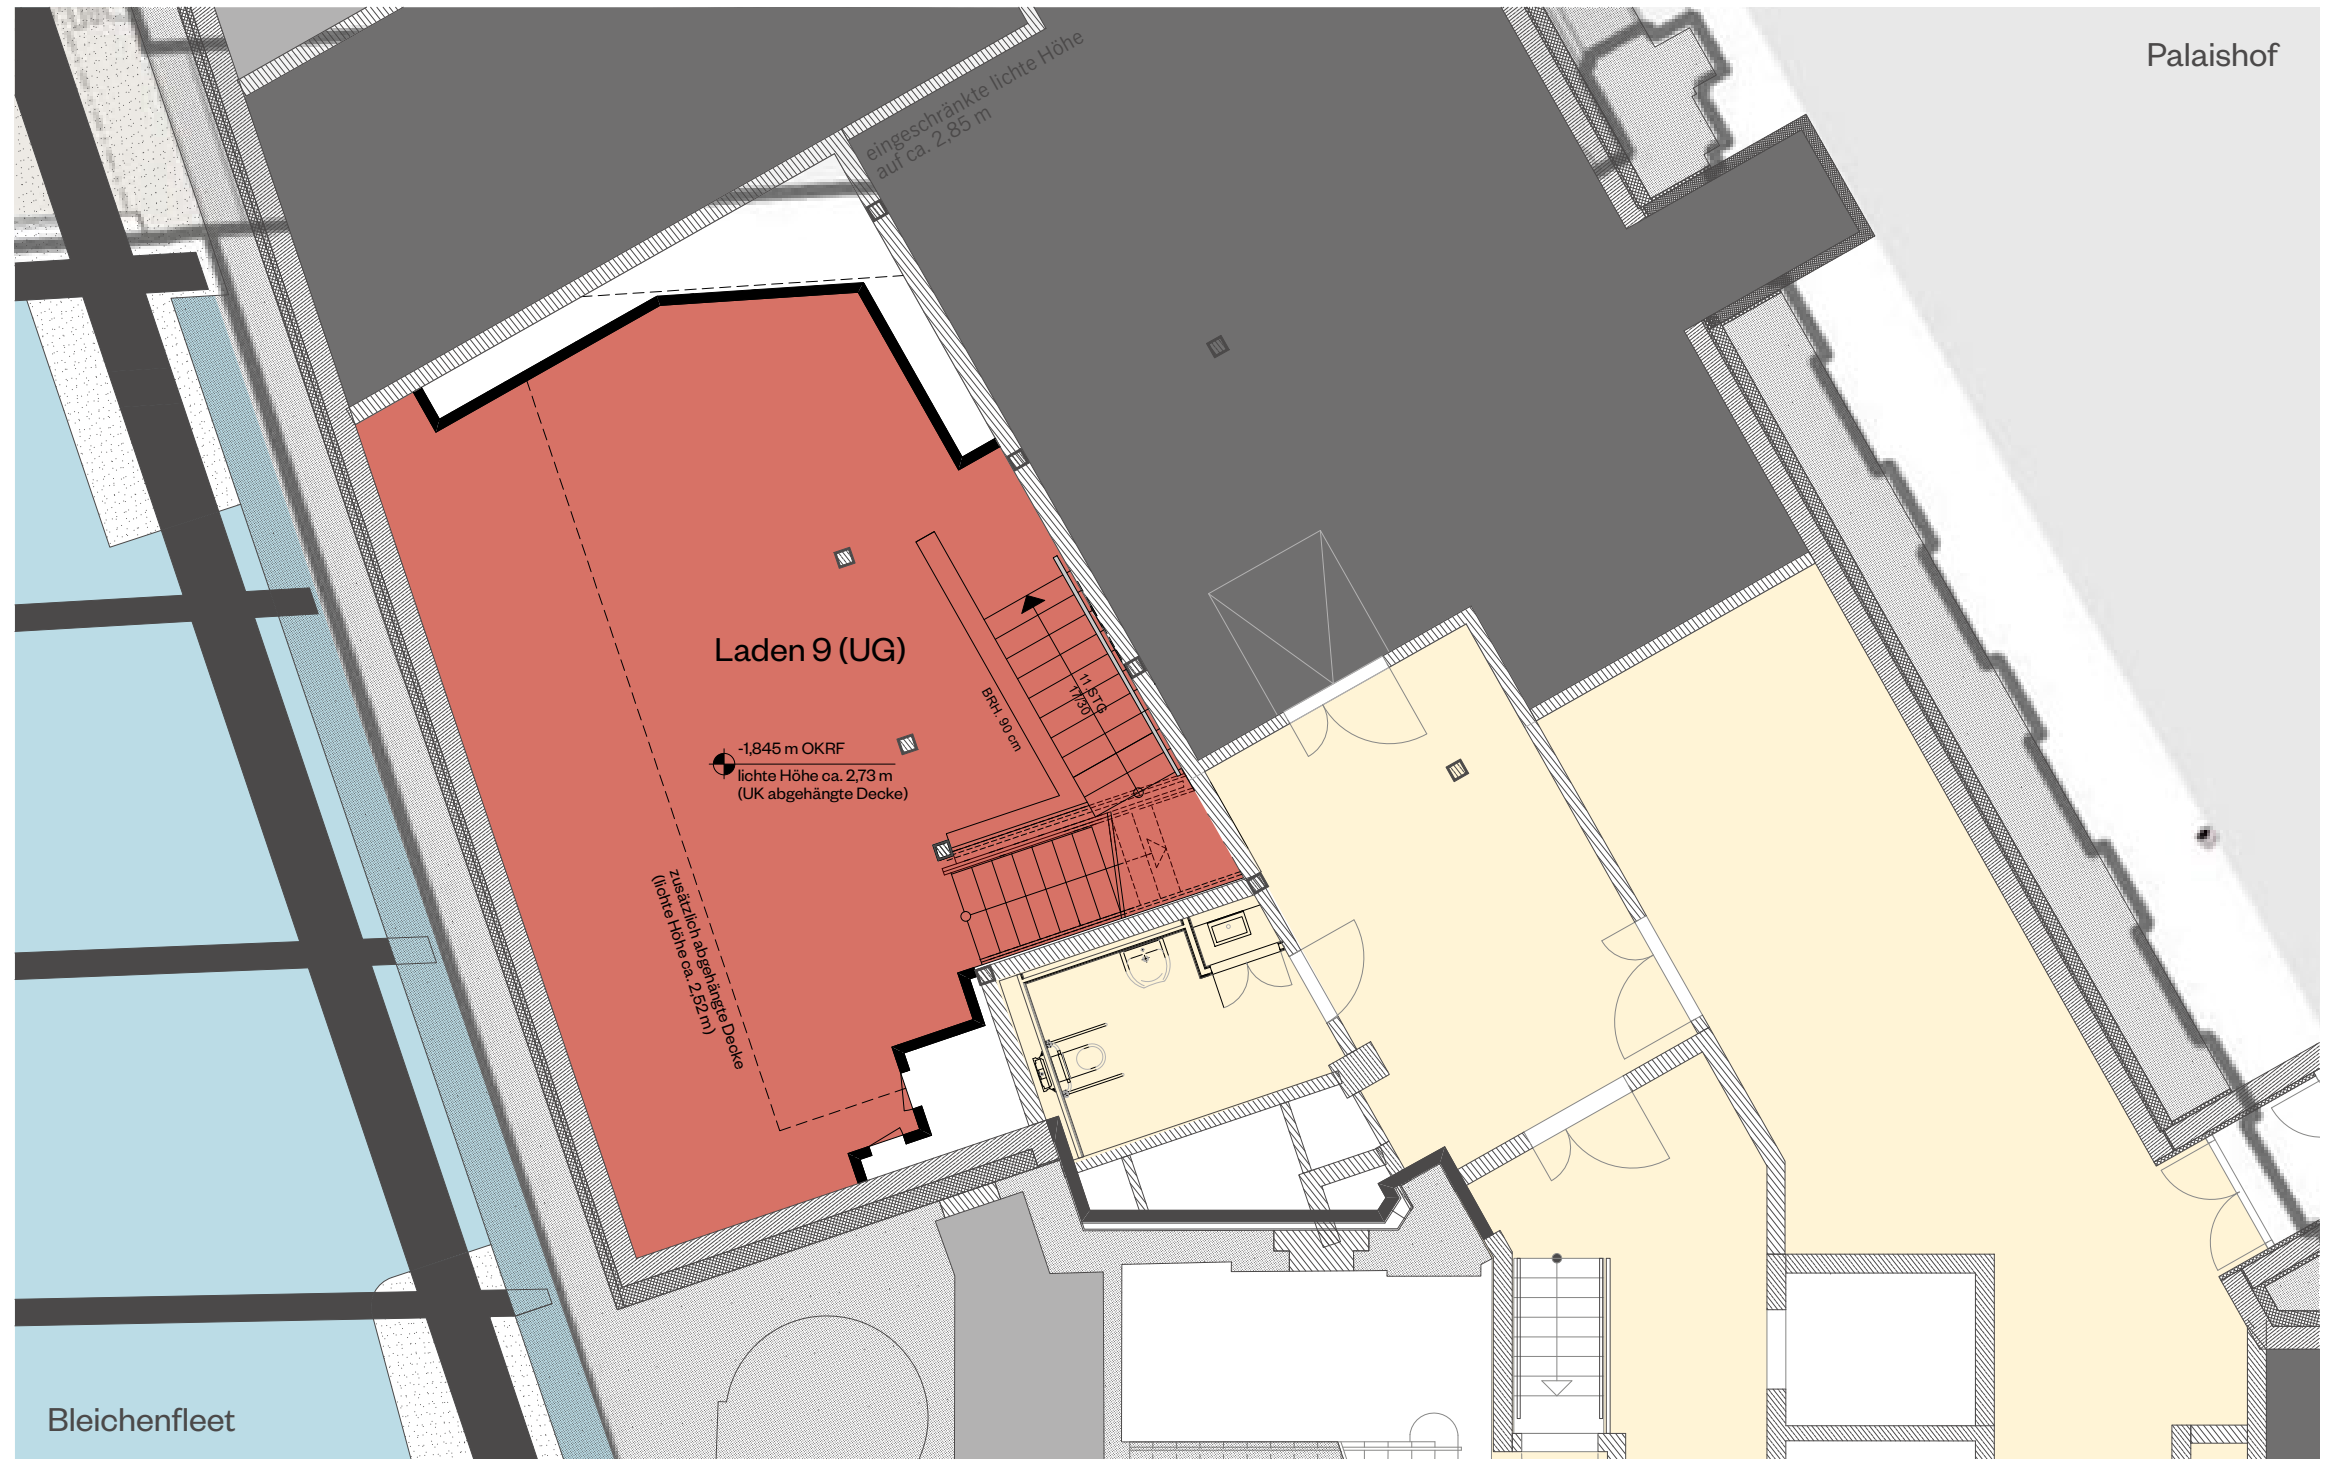 Palaishof
eingeschränkte lichte Höhe
auf ca. 2,85 m
Laden 9 (UG)
11 STG
17/30
BRH. 90 cm
-1,845 m OKRF
lichte Höhe ca. 2,73 m
(UK abgehängte Decke)
zusätzlich abgehängte Decke
(lichte Höhe ca. 2,52 m)
Bleichenfleet